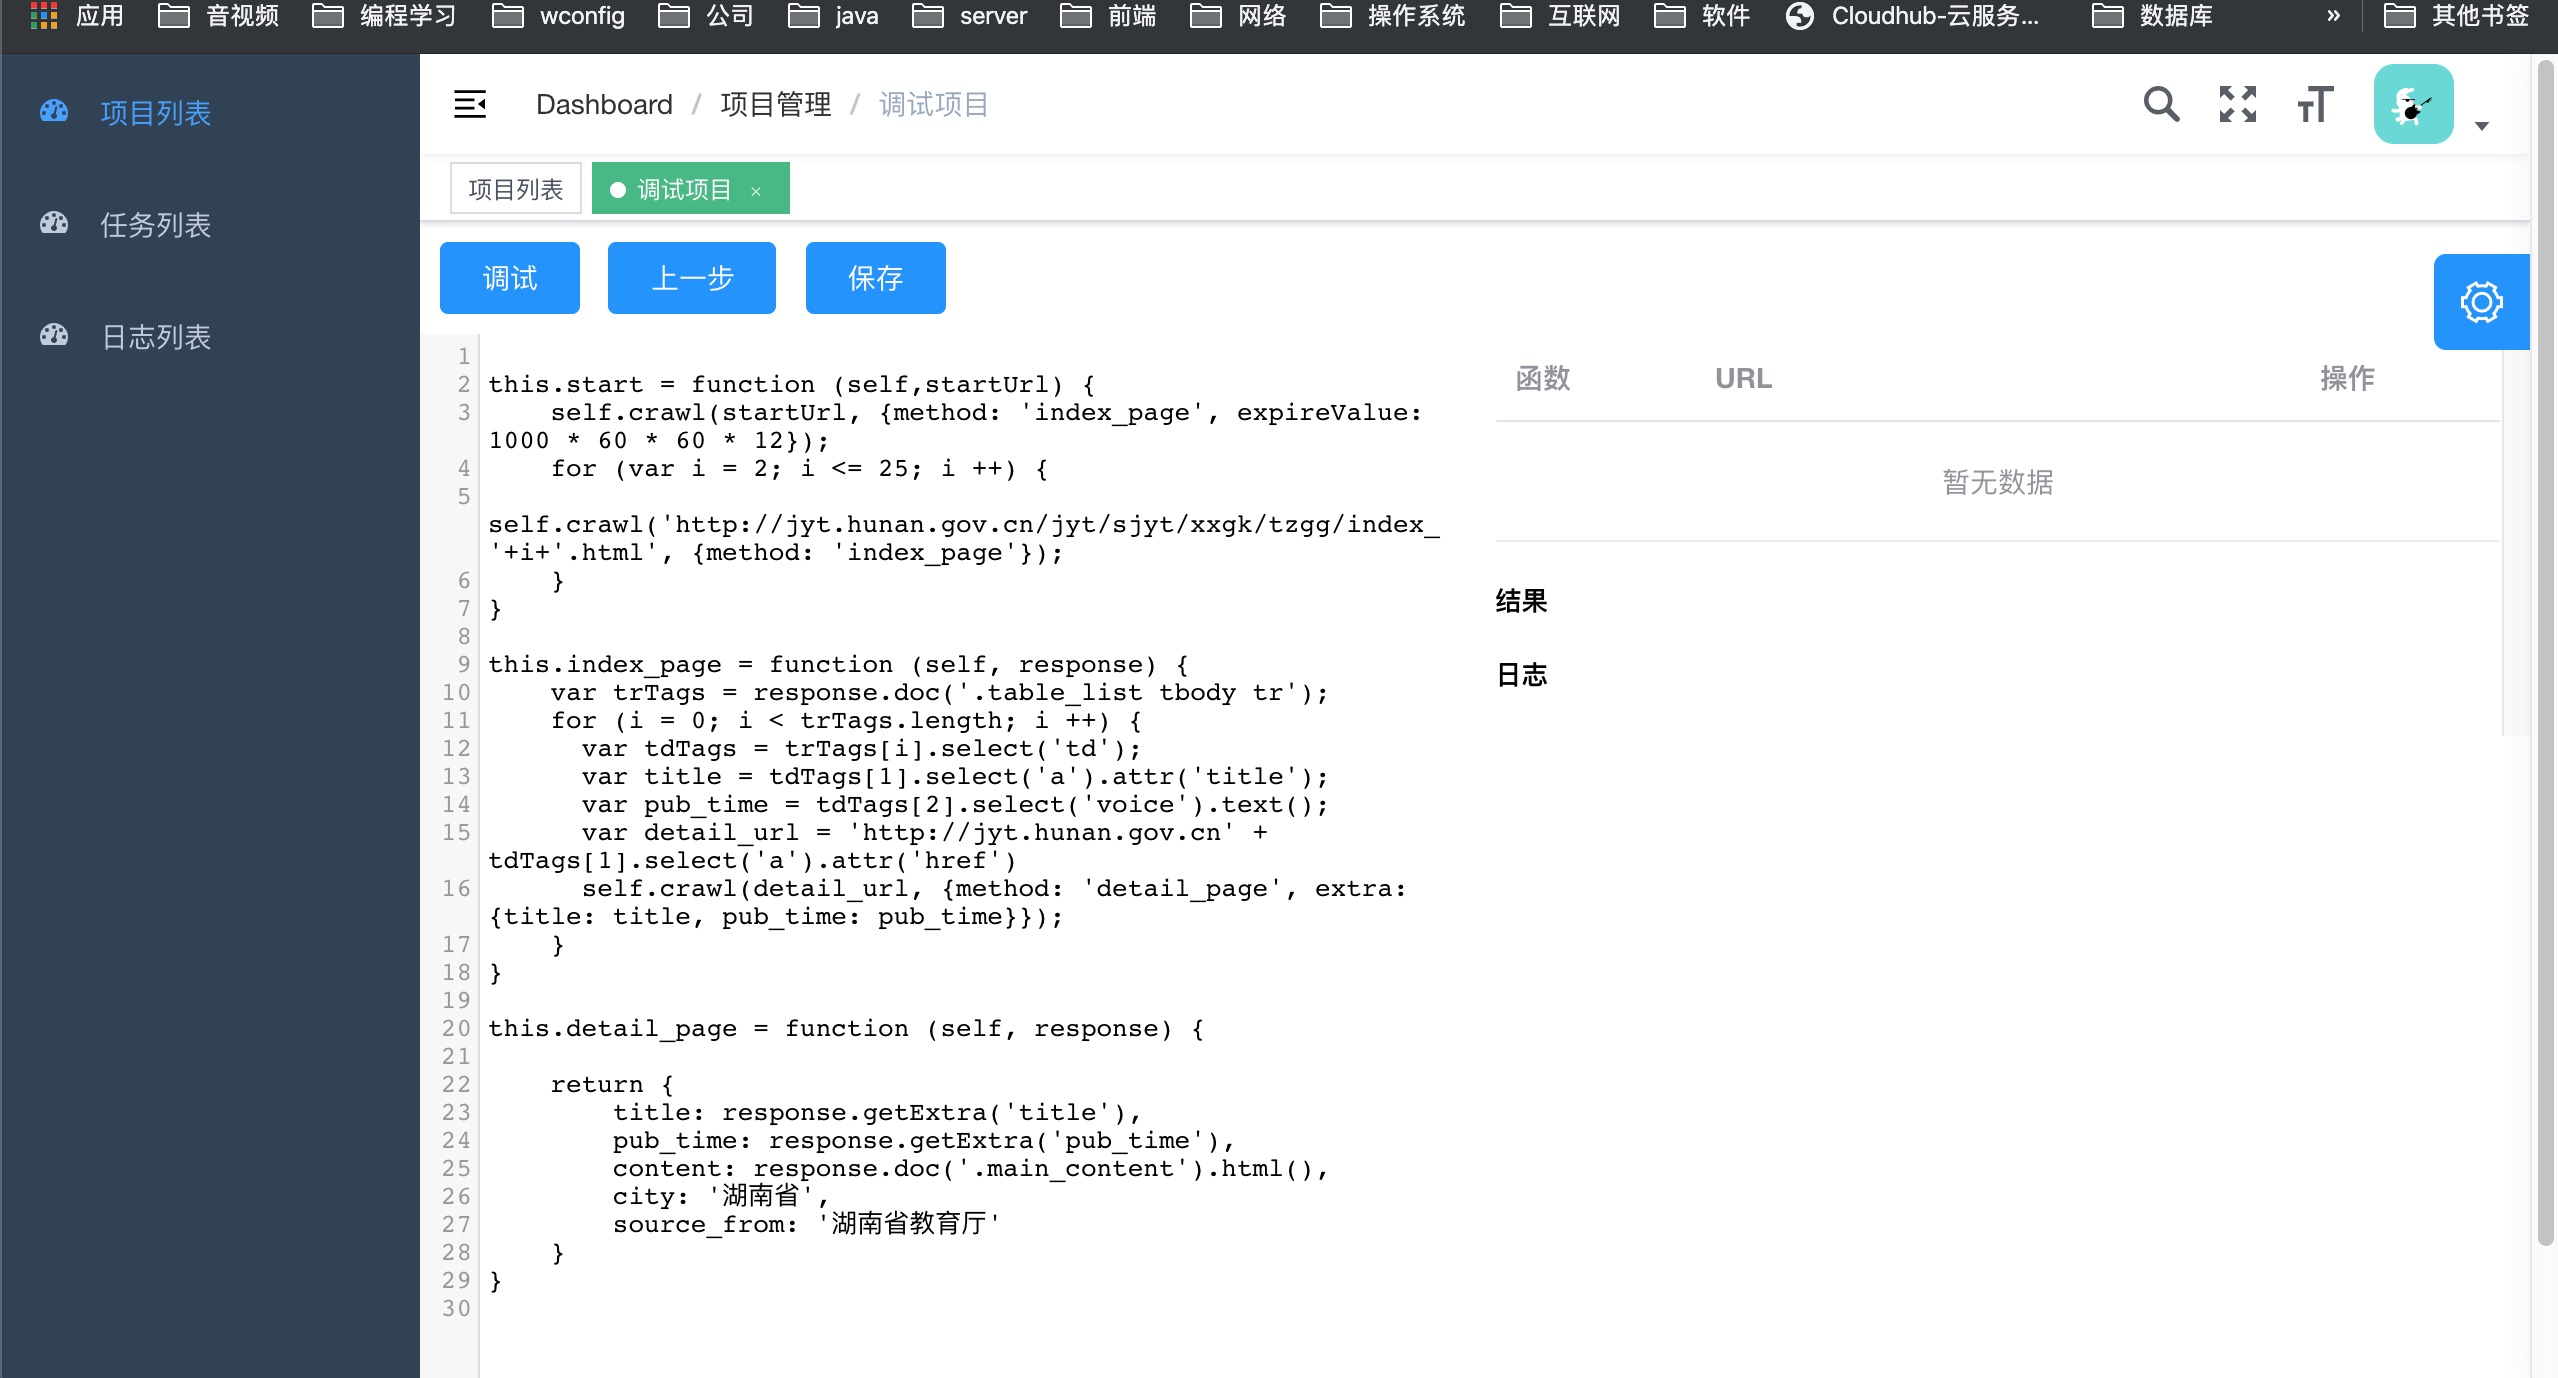 应用 音视频 编程学习 wconfig 公司 java server 前端 网络 操作系统 互联网 软件 Cloudhub-云服务... 数据库 » 其他书签
项目列表
任务列表
日志列表
Dashboard / 项目管理 / 调试项目
项目列表 调试项目 ×
调试 上一步 保存
1
2 this.start = function (self,startUrl) {
3     self.crawl(startUrl, {method: 'index_page', expireValue:
1000 * 60 * 60 * 12});
4     for (var i = 2; i <= 25; i ++) {
5
self.crawl('http://jyt.hunan.gov.cn/jyt/sjyt/xxgk/tzgg/index_
'+i+'.html', {method: 'index_page'});
6     }
7 }
8
9 this.index_page = function (self, response) {
10     var trTags = response.doc('.table_list tbody tr');
11     for (i = 0; i < trTags.length; i ++) {
12       var tdTags = trTags[i].select('td');
13       var title = tdTags[1].select('a').attr('title');
14       var pub_time = tdTags[2].select('voice').text();
15       var detail_url = 'http://jyt.hunan.gov.cn' +
tdTags[1].select('a').attr('href')
16       self.crawl(detail_url, {method: 'detail_page', extra:
{title: title, pub_time: pub_time}});
17     }
18 }
19
20 this.detail_page = function (self, response) {
21
22     return {
23         title: response.getExtra('title'),
24         pub_time: response.getExtra('pub_time'),
25         content: response.doc('.main_content').html(),
26         city: '湖南省',
27         source_from: '湖南省教育厅'
28     }
29 }
30
函数 URL 操作
暂无数据
结果
日志